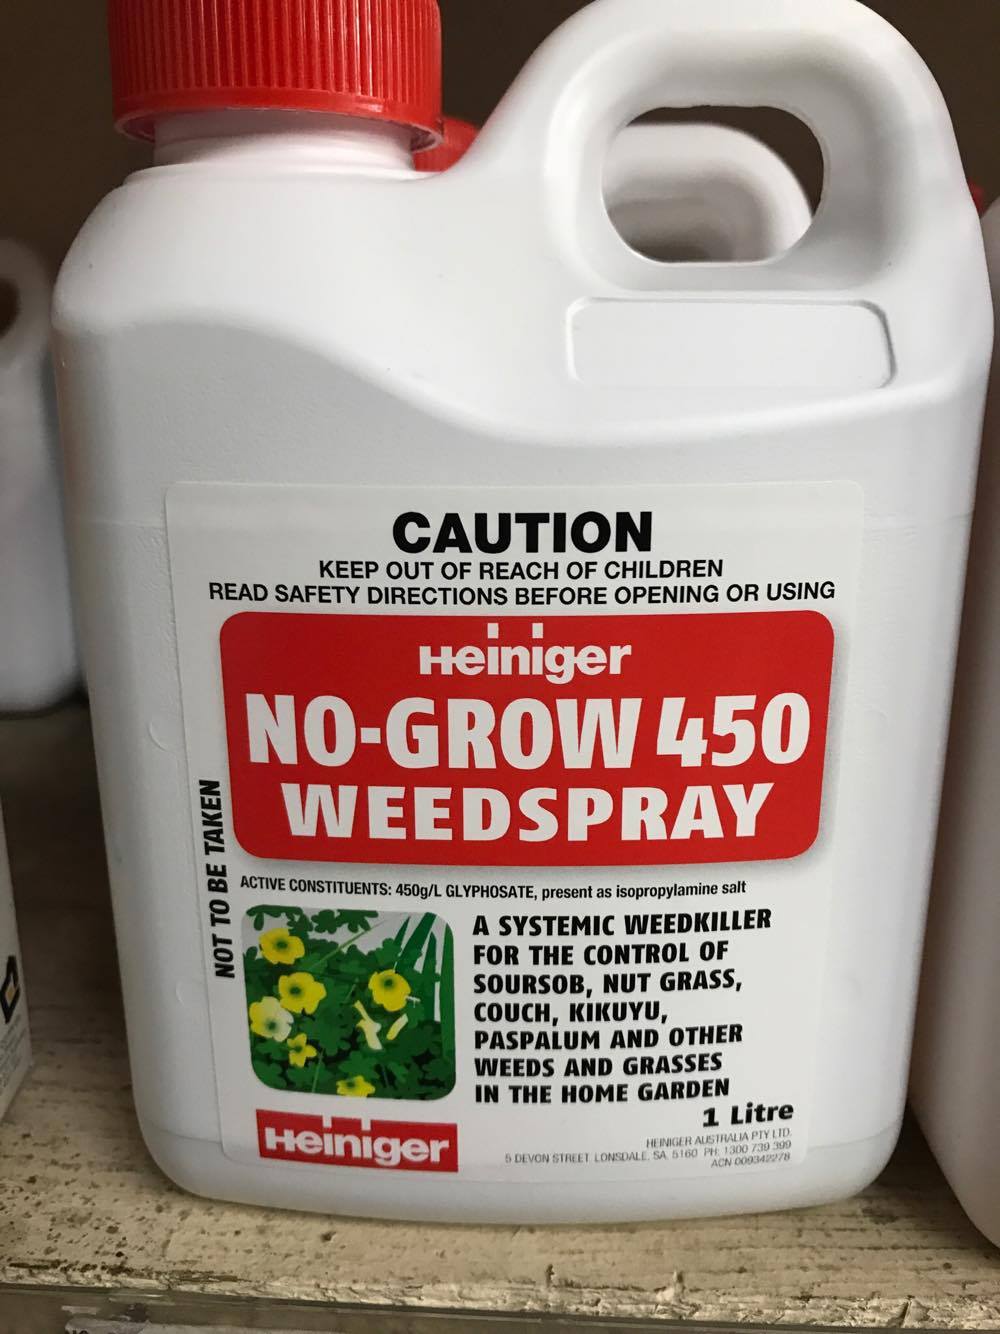 CAUTION
KEEP OUT OF REACH OF CHILDREN
READ SAFETY DIRECTIONS BEFORE OPENING OR USING
Heiniger
NO-GROW 450
WEEDSPRAY
NOT TO BE TAKEN
ACTIVE CONSTITUENTS: 450g/L GLYPHOSATE, present as isopropylamine salt
A SYSTEMIC WEEDKILLER
FOR THE CONTROL OF
SOURSOB, NUT GRASS,
COUCH, KIKUYU,
PASPALUM AND OTHER
WEEDS AND GRASSES
IN THE HOME GARDEN
1 Litre
Heiniger
HEINIGER AUSTRALIA PTY LTD.
5 DEVON STREET LONSDALE, SA, 5160 PH: 1300 739 399
ACN 009342278